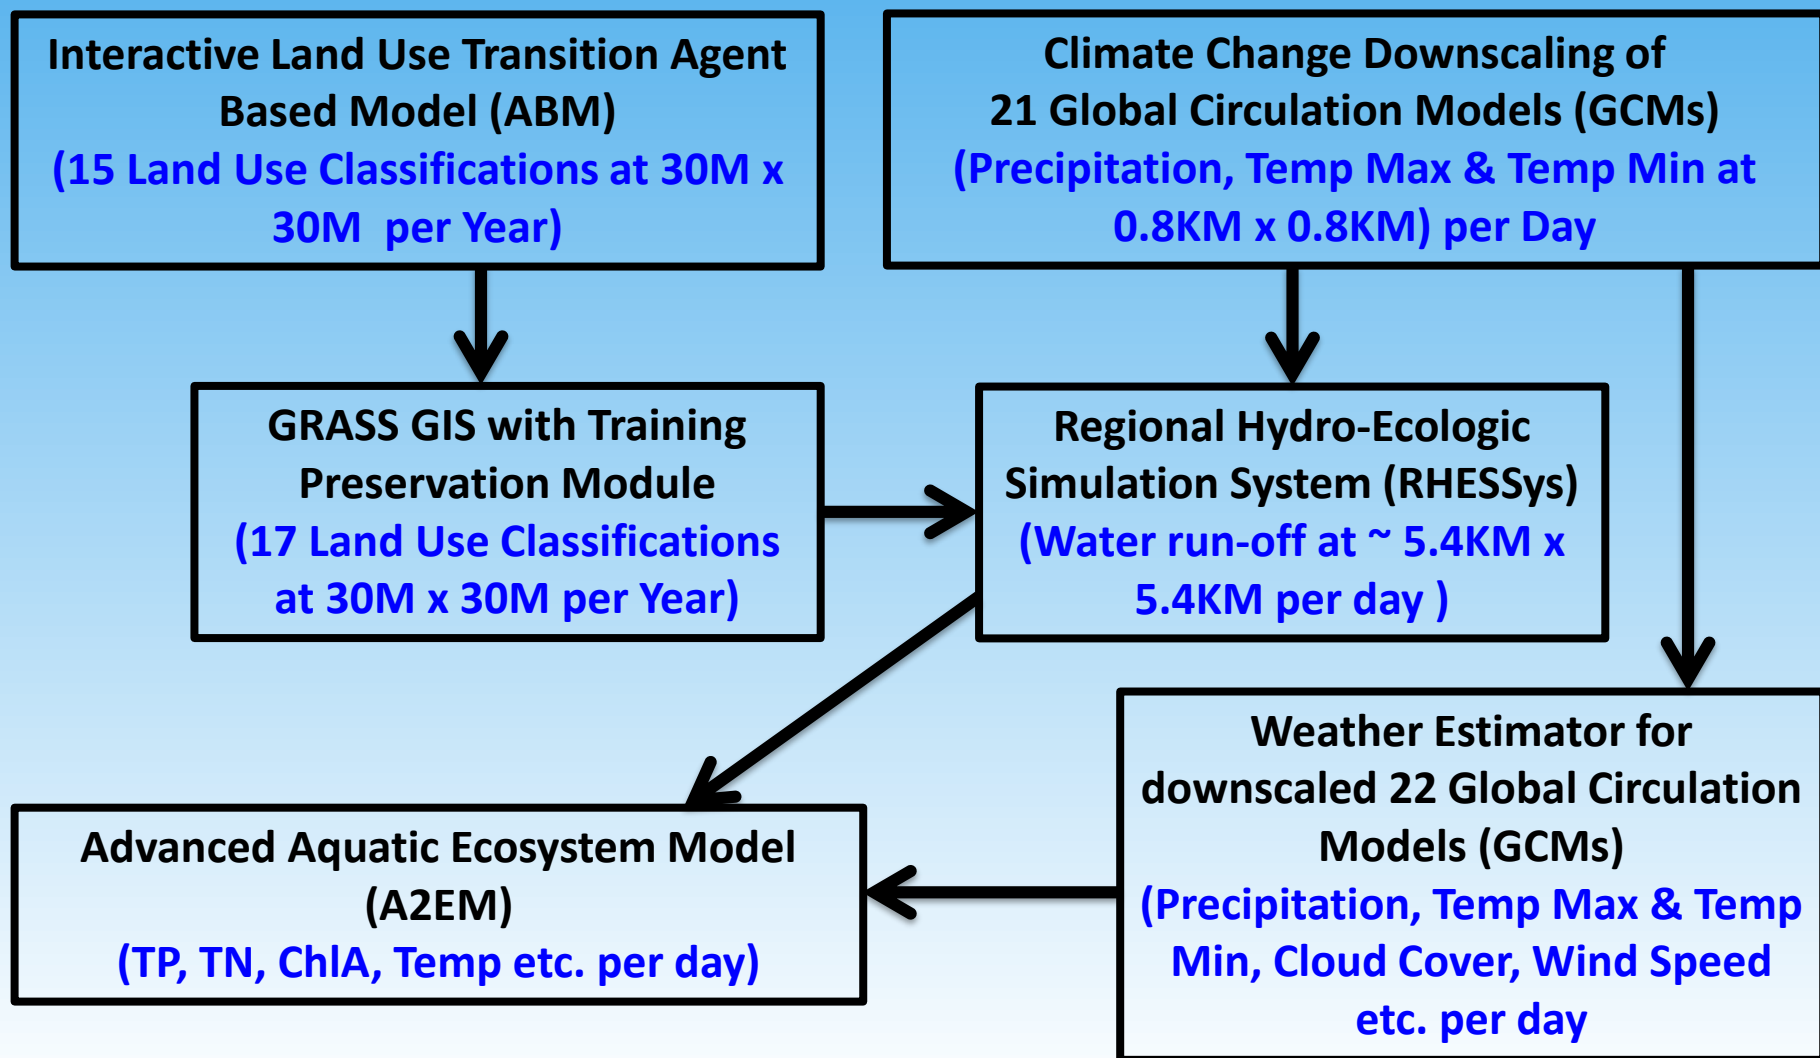 Interactive Land Use Transition Agent
Based Model (ABM)
(15 Land Use Classifications at 30M x
30M per Year)
Climate Change Downscaling of
21 Global Circulation Models (GCMs)
(Precipitation, Temp Max & Temp Min at
0.8KM x 0.8KM) per Day
GRASS GIS with Training
Preservation Module
(17 Land Use Classifications
at 30M x 30M per Year)
Regional Hydro-Ecologic
Simulation System (RHESSys)
(Water run-off at ~ 5.4KM x
5.4KM per day )
Advanced Aquatic Ecosystem Model
(A2EM)
(TP, TN, ChlA, Temp etc. per day)
Weather Estimator for
downscaled 22 Global Circulation
Models (GCMs)
(Precipitation, Temp Max & Temp
Min, Cloud Cover, Wind Speed
etc. per day